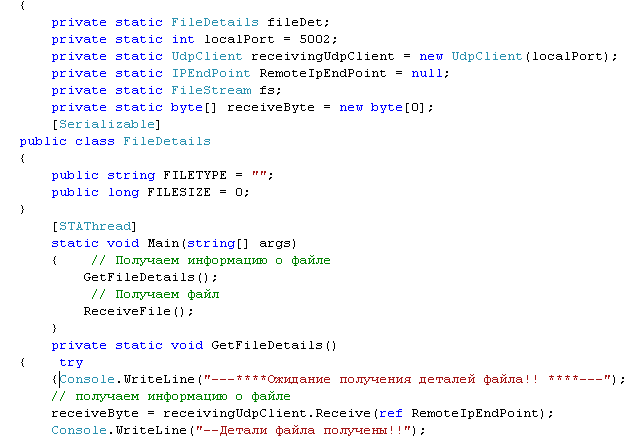 {
    private static FileDetails fileDet;
    private static int localPort = 5002;
    private static UdpClient receivingUdpClient = new UdpClient(localPort);
    private static IPEndPoint RemoteIpEndPoint = null;
    private static FileStream fs;
    private static byte[] receiveByte = new byte[0];
    [Serializable]
public class FileDetails
{
    public string FILETYPE = "";
    public long FILESIZE = 0;
}
    [STAThread]
    static void Main(string[] args)
    {    // Получаем информацию о файле
        GetFileDetails();
         // Получаем файл
        ReceiveFile();
    }
    private static void GetFileDetails()
{    try
    {Console.WriteLine("---****Ожидание получения деталей файла!! ****---");
    // получаем информацию о файле
    receiveByte = receivingUdpClient.Receive(ref RemoteIpEndPoint);
    Console.WriteLine("--Детали файла получены!!");